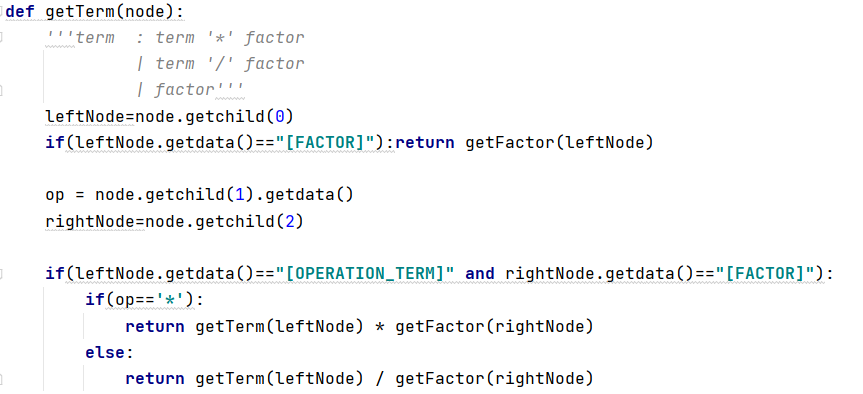 def getTerm(node):
    '''term  : term '*' factor
             | term '/' factor
             | factor'''
    leftNode=node.getchild(0)
    if(leftNode.getdata()=="[FACTOR]"):return getFactor(leftNode)
    op = node.getchild(1).getdata()
    rightNode=node.getchild(2)
    if(leftNode.getdata()=="[OPERATION_TERM]" and rightNode.getdata()=="[FACTOR]"):
        if(op=='*'):
            return getTerm(leftNode) * getFactor(rightNode)
        else:
            return getTerm(leftNode) / getFactor(rightNode)